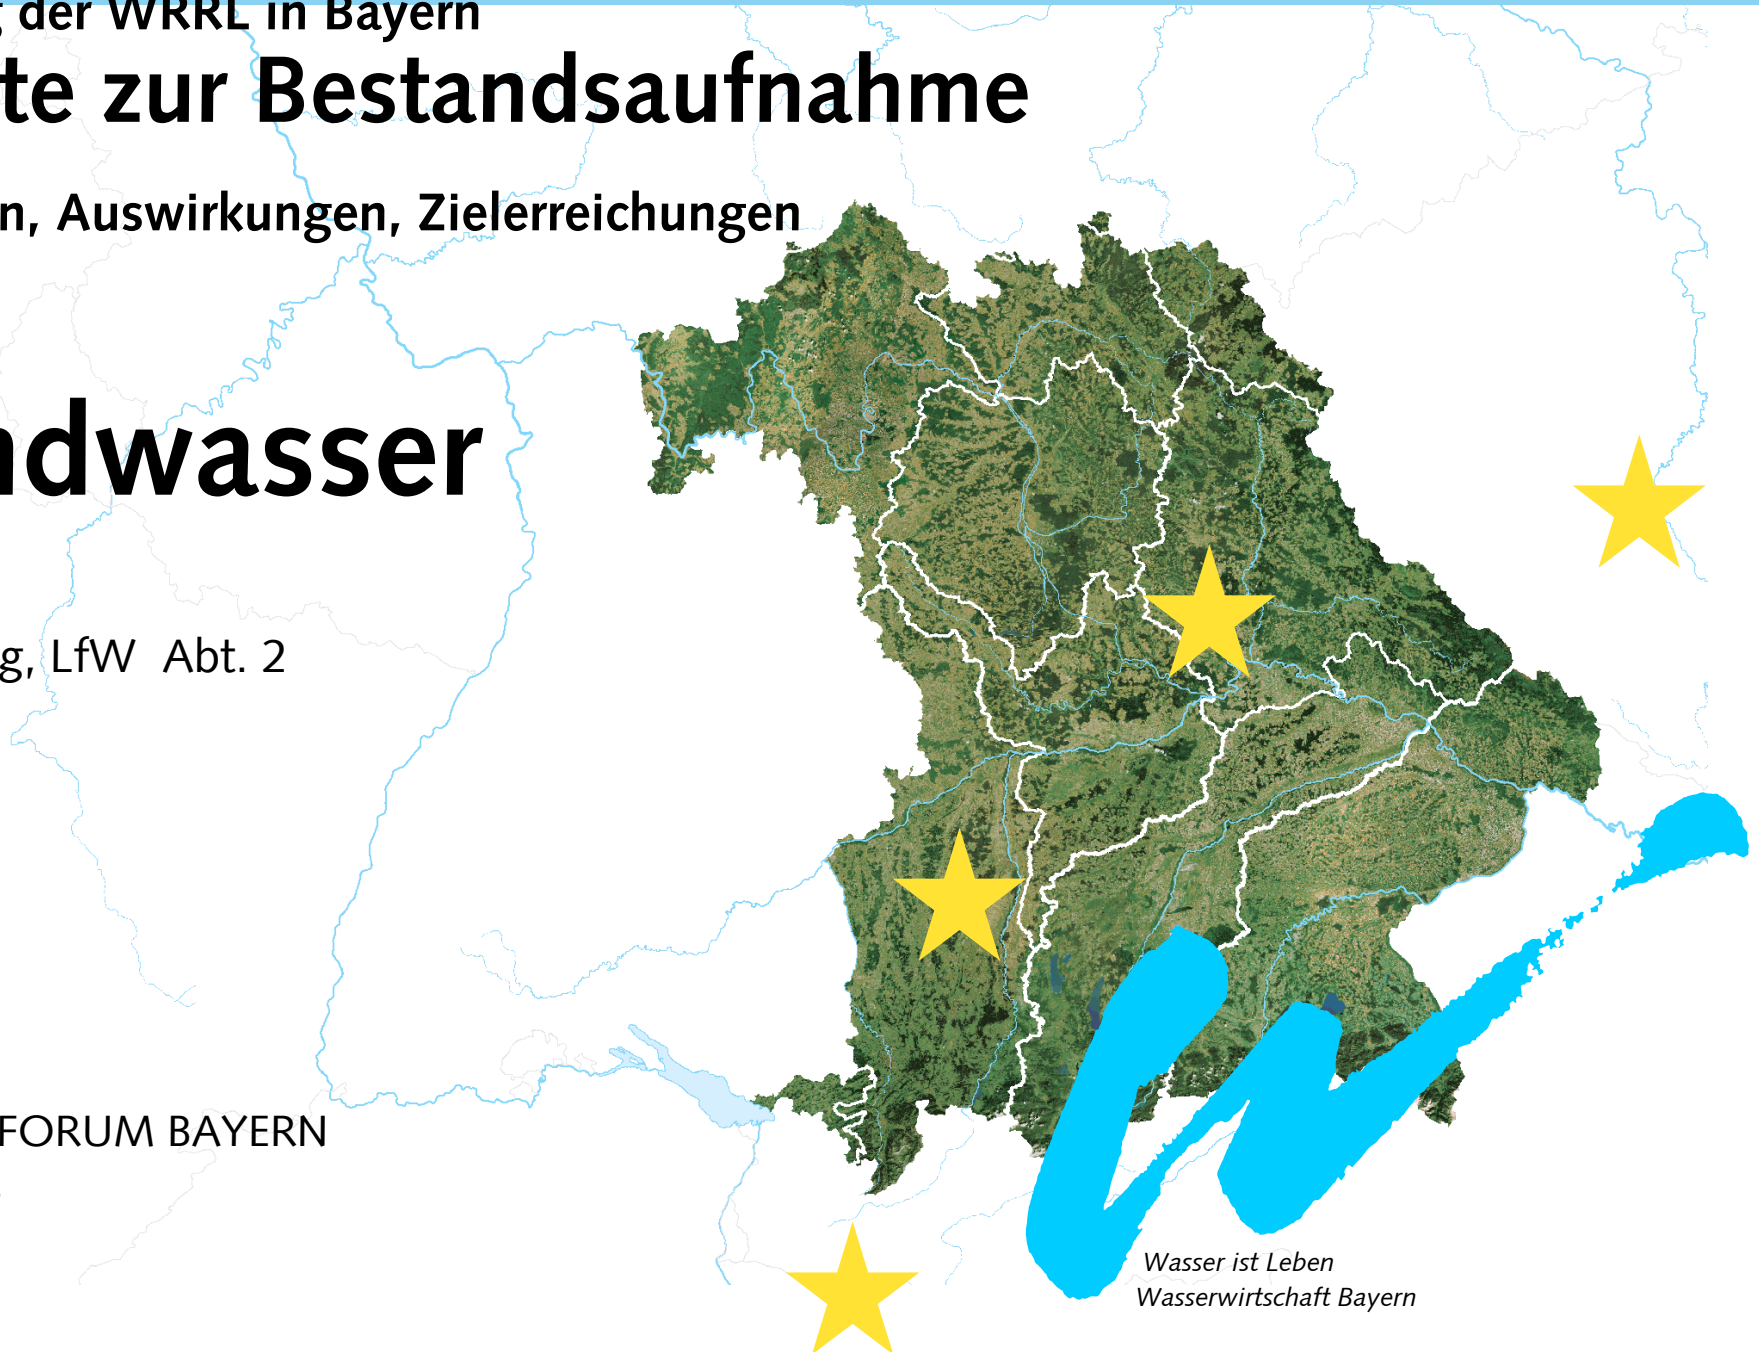 g der WRRL in Bayern
te zur Bestandsaufnahme
n, Auswirkungen, Zielerreichungen
ndwasser
g, LfW Abt. 2
FORUM BAYERN
Wasser ist Leben
Wasserwirtschaft Bayern